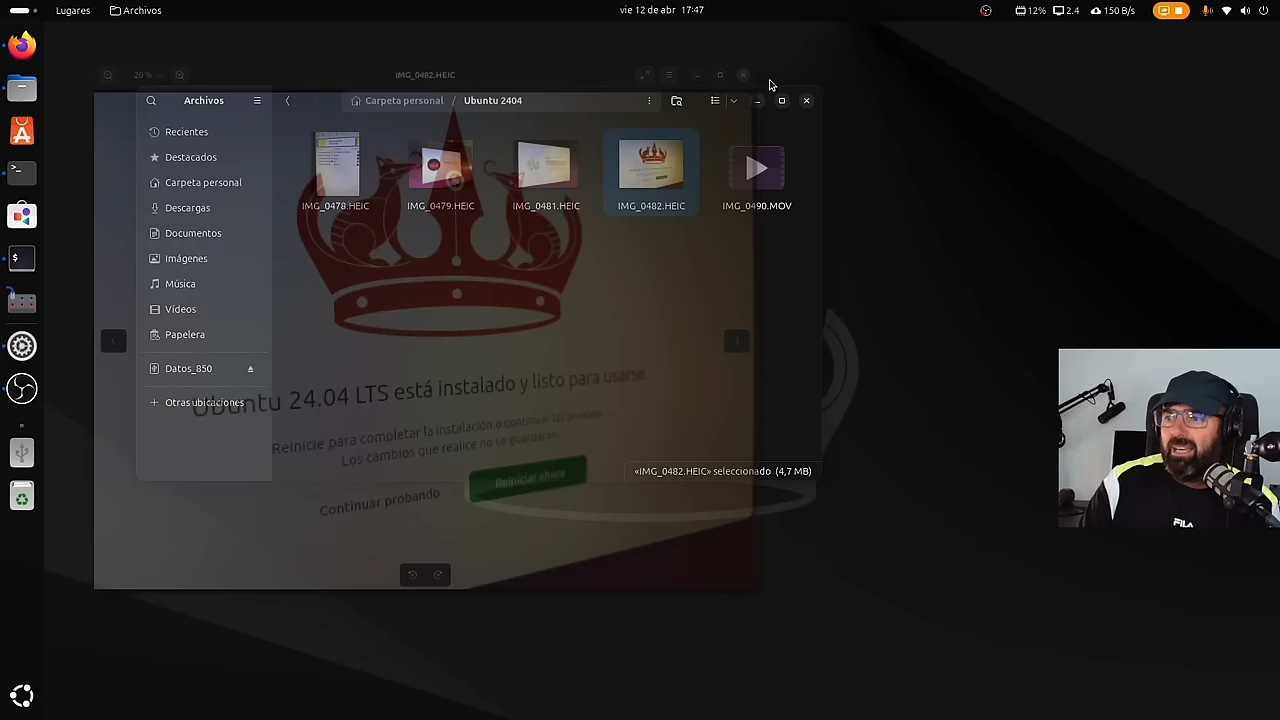 Lugares
Archivos
vie 12 de abr 17:47
12%
2.4
150 B/s
20 %
IMG_0482.HEIC
Archivos
Carpeta personal / Ubuntu 2404
Recientes
Destacados
Carpeta personal
Descargas
Documentos
Imágenes
Música
Vídeos
Papelera
Datos_850
Otras ubicaciones
IMG_0478.HEIC
IMG_0479.HEIC
IMG_0481.HEIC
IMG_0482.HEIC
IMG_0490.MOV
Ubuntu 24.04 LTS está instalado y listo para usarse
Reinicie para completar la instalación o continuar las pruebas.
Los cambios que realice no se guardarán.
Continuar probando
Reiniciar ahora
«IMG_0482.HEIC» seleccionado (4,7 MB)
FILA